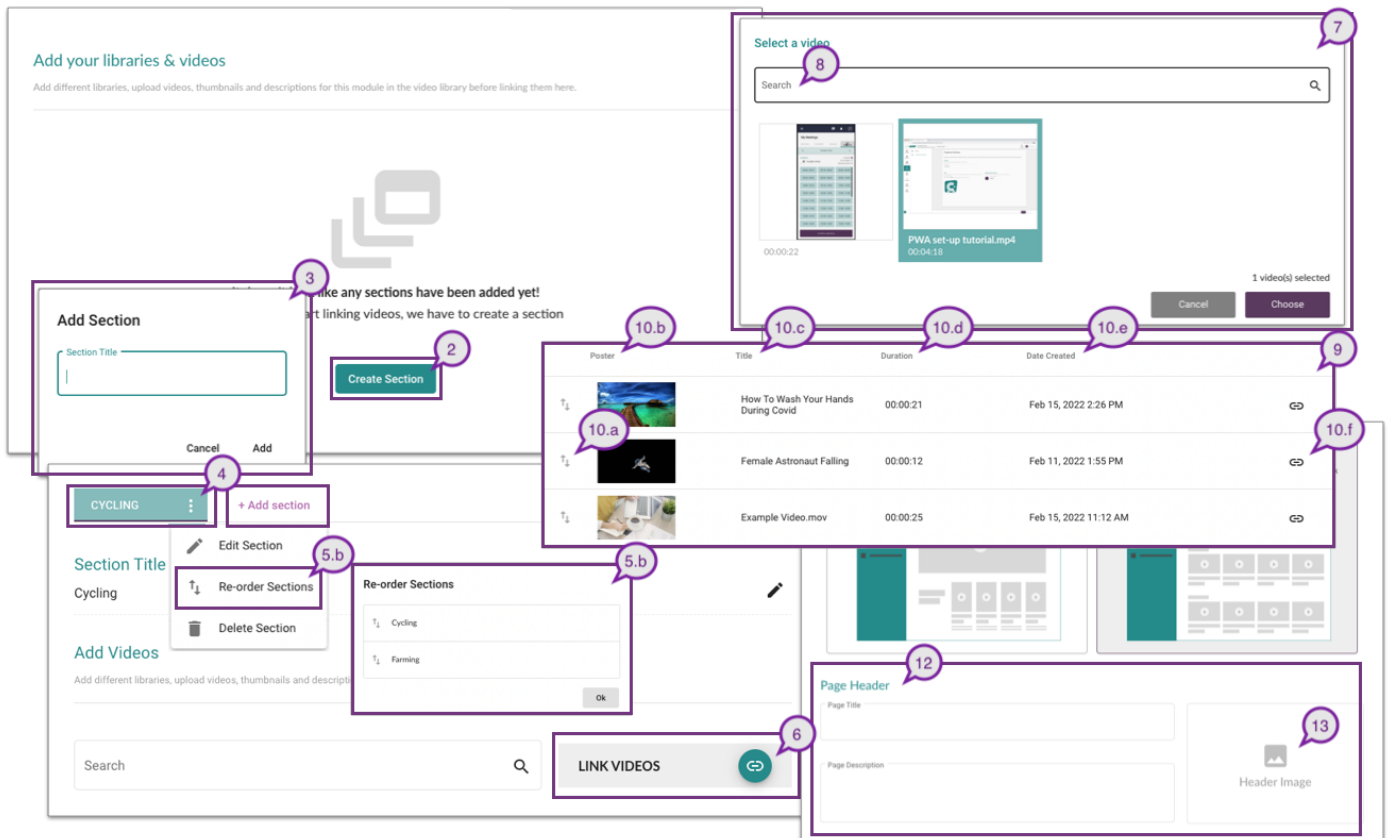 Add your libraries & videos
Add different libraries, upload videos, thumbnails and descriptions for this module in the video library before linking them here.
like any sections have been added yet!
art linking videos, we have to create a section
2
Create Section
3
Add Section
Section Title
Cancel
Add
7
Select a video
8
Search
00:00:22
PWA set-up tutorial.mp4
00:04:18
1 video(s) selected
Cancel
Choose
9
10.b
10.c
10.d
10.e
Poster
Title
Duration
Date Created
How To Wash Your Hands
During Covid
00:00:21
Feb 15, 2022 2:26 PM
10.a
10.f
Female Astronaut Falling
00:00:12
Feb 11, 2022 1:55 PM
Example Video.mov
00:00:25
Feb 15, 2022 11:12 AM
4
CYCLING
+ Add section
Edit Section
5.b
Re-order Sections
Delete Section
Section Title
Cycling
Add Videos
Add different libraries, upload videos, thumbnails and descripti
5.b
Re-order Sections
Cycling
Farming
Ok
Search
6
LINK VIDEOS
12
Page Header
Page Title
Page Description
13
Header Image